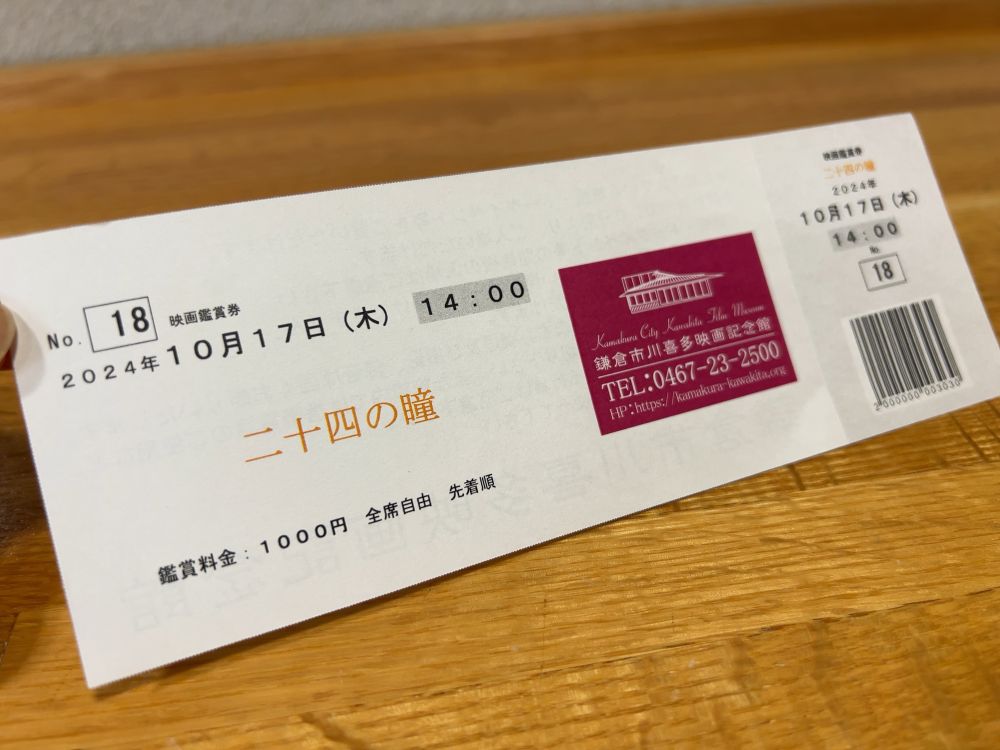 No. 18 映画鑑賞券
2024年10月17日（木） 14:00
二十四の瞳
鑑賞料金：1000円 全席自由 先着順
Kamakura City Kawakita Film Museum
鎌倉市川喜多映画記念館
TEL:0467-23-2500
HP:https://kamakura-kawakita.org
映画鑑賞券
二十四の瞳
2024年
10月17日（木）
14:00
No.
18
2000000003030